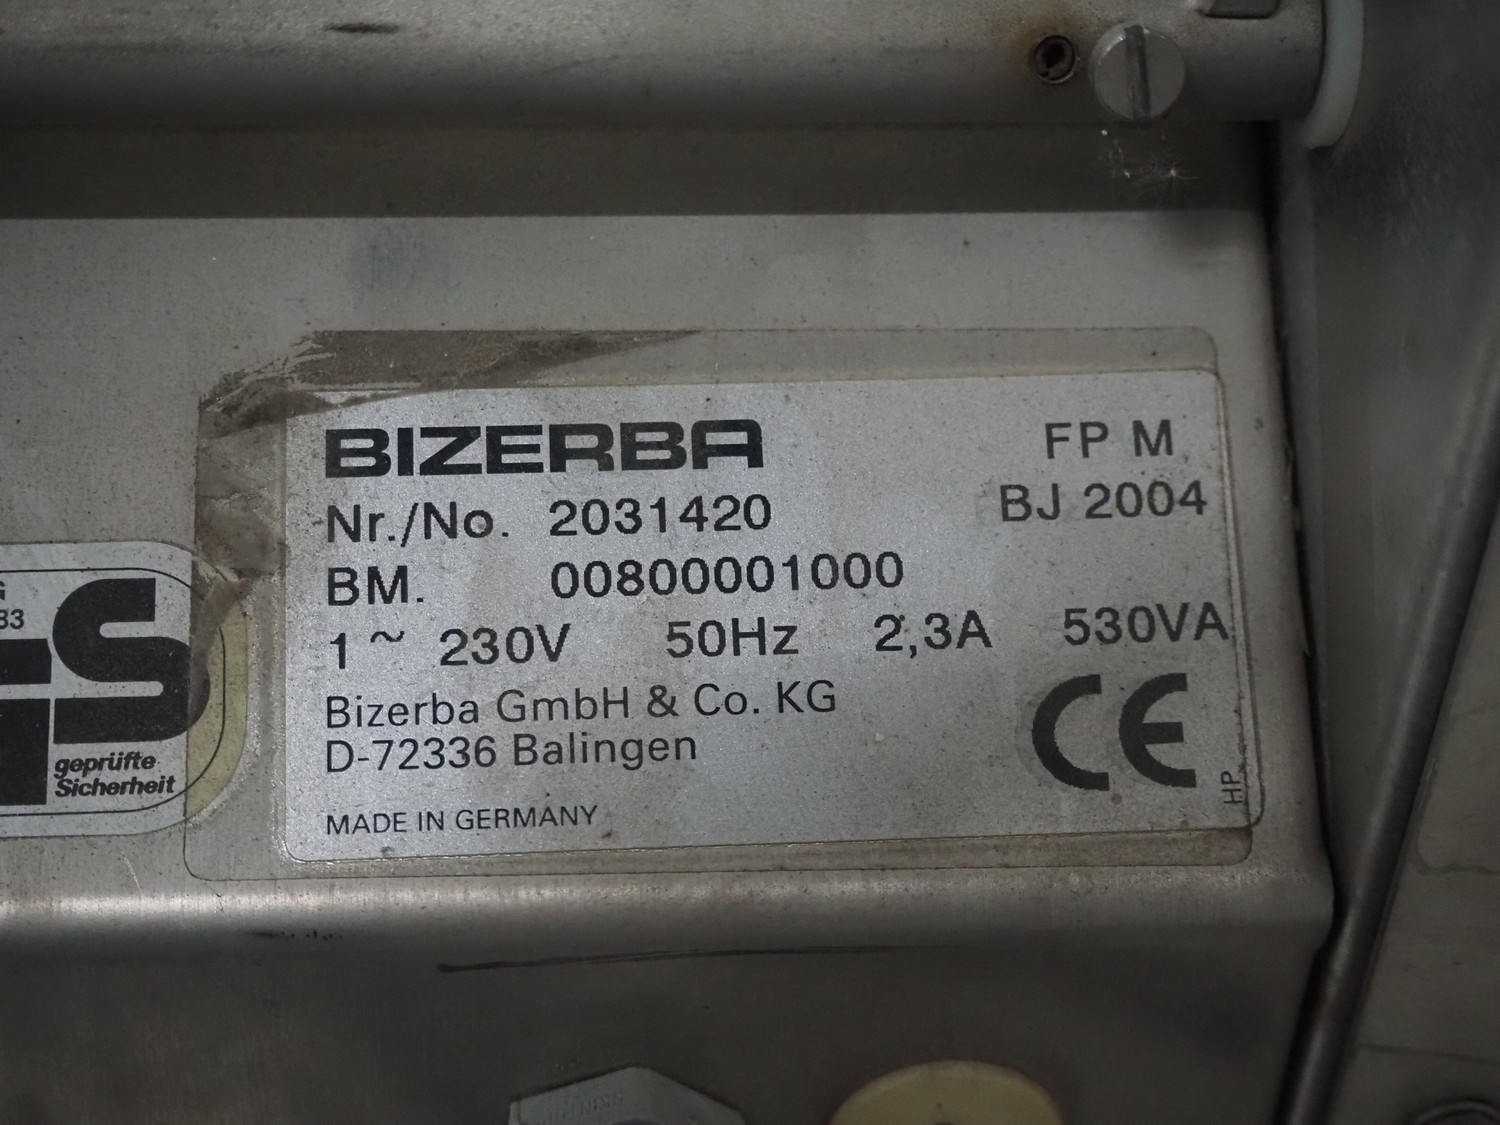 BIZERBA
FP M
Nr./No. 2031420
BJ 2004
BM. 00800001000
1 ~ 230V 50Hz 2,3A 530VA
Bizerba GmbH & Co. KG
D-72336 Balingen
CE
HP
MADE IN GERMANY
GS
geprüfte
Sicherheit